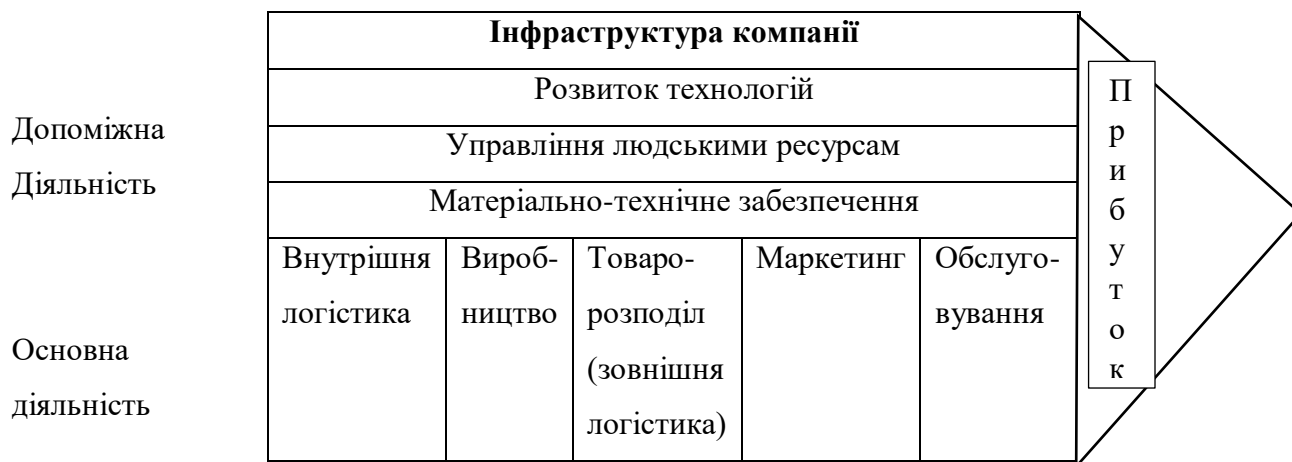 Інфраструктура компанії
Розвиток технологій
Управління людськими ресурсам
Матеріально-технічне забезпечення
Допоміжна
Діяльність
Внутрішня
логістика
Вироб-
ництво
Товаро-
розподіл
(зовнішня
логістика)
Маркетинг
Обслуго-
вування
Основна
діяльність
П
р
и
б
у
т
о
к